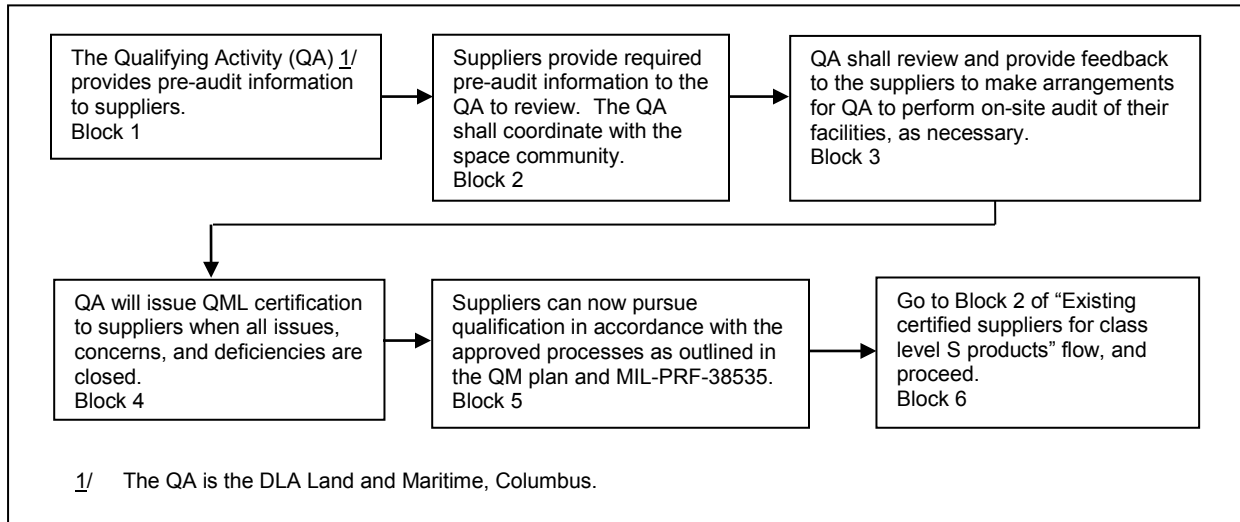 The Qualifying Activity (QA) 1/
provides pre-audit information
to suppliers.
Block 1
Suppliers provide required
pre-audit information to the
QA to review.  The QA
shall coordinate with the
space community.
Block 2
QA shall review and provide feedback
to the suppliers to make arrangements
for QA to perform on-site audit of their
facilities, as necessary.
Block 3
QA will issue QML certification
to suppliers when all issues,
concerns, and deficiencies are
closed.
Block 4
Suppliers can now pursue
qualification in accordance with the
approved processes as outlined in
the QM plan and MIL-PRF-38535.
Block 5
Go to Block 2 of “Existing
certified suppliers for class
level S products” flow, and
proceed.
Block 6
1/ The QA is the DLA Land and Maritime, Columbus.